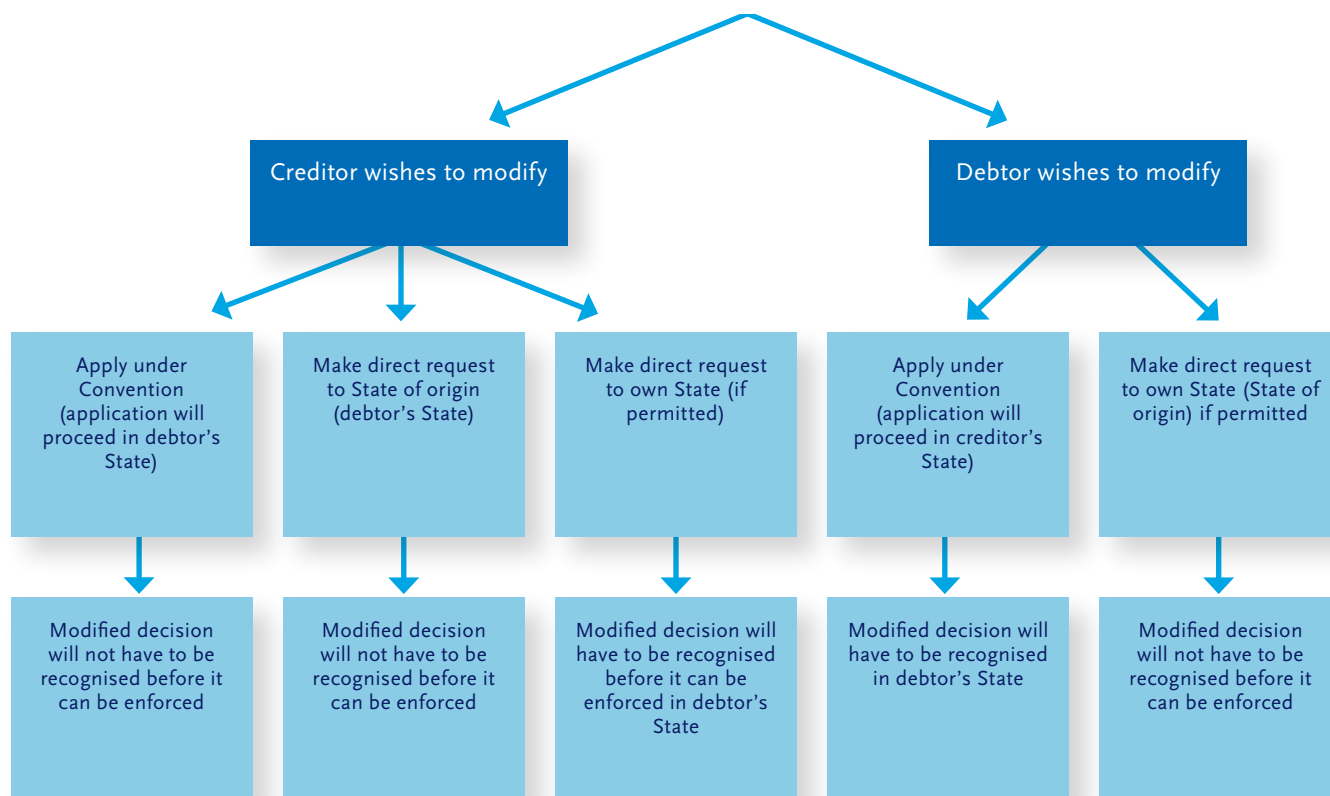 Creditor wishes to modify
Debtor wishes to modify
Apply under
Convention
(application will
proceed in debtor’s
State)
Make direct request
to State of origin
(debtor’s State)
Make direct request
to own State (if
permitted)
Apply under
Convention
(application will
proceed in creditor’s
State)
Make direct request
to own State (State of
origin) if permitted
Modified decision
will not have to be
recognised before it
can be enforced
Modified decision
will not have to be
recognised before it
can be enforced
Modified decision will
have to be recognised
before it can be
enforced in debtor’s
State
Modified decision will
have to be recognised
in debtor’s State
Modified decision
will not have to be
recognised before it
can be enforced